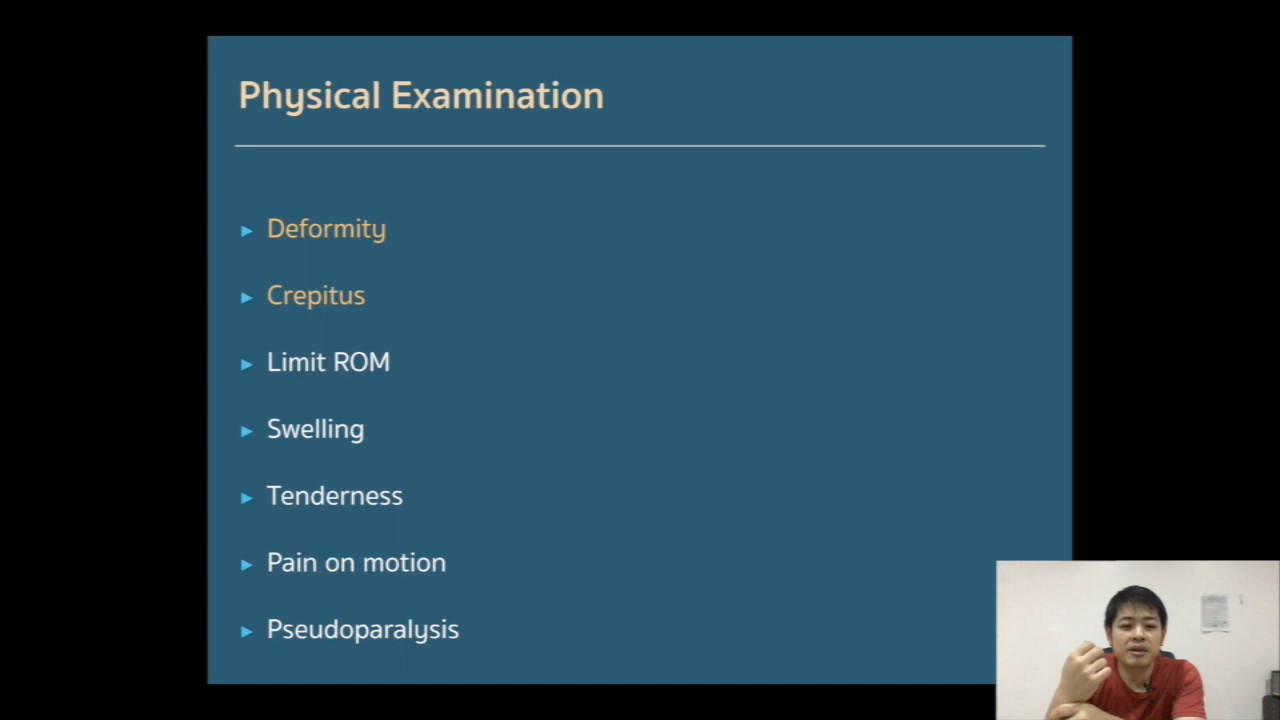 Physical Examination
Deformity
Crepitus
Limit ROM
Swelling
Tenderness
Pain on motion
Pseudoparalysis